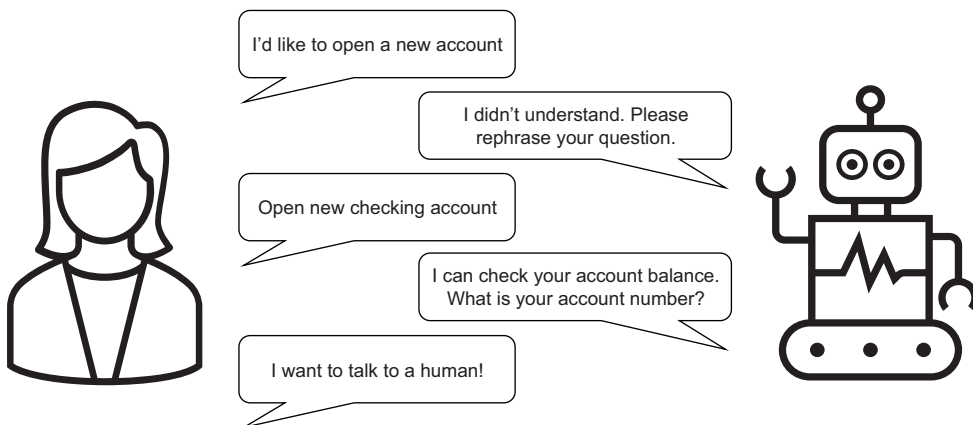 I’d like to open a new account
I didn’t understand. Please
rephrase your question.
Open new checking account
I can check your account balance.
What is your account number?
I want to talk to a human!